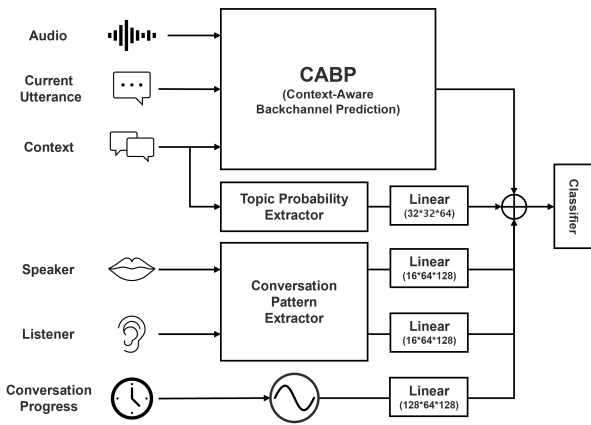 Audio
CABP
(Context-Aware
Backchannel Prediction)
Current
Utterance
Context
Topic Probability
Extractor
Linear
(32*32*64)
Classifier
Speaker
Conversation
Pattern
Extractor
Linear
(16*64*128)
Listener
Linear
(16*64*128)
Conversation
Progress
Linear
(128*64*128)